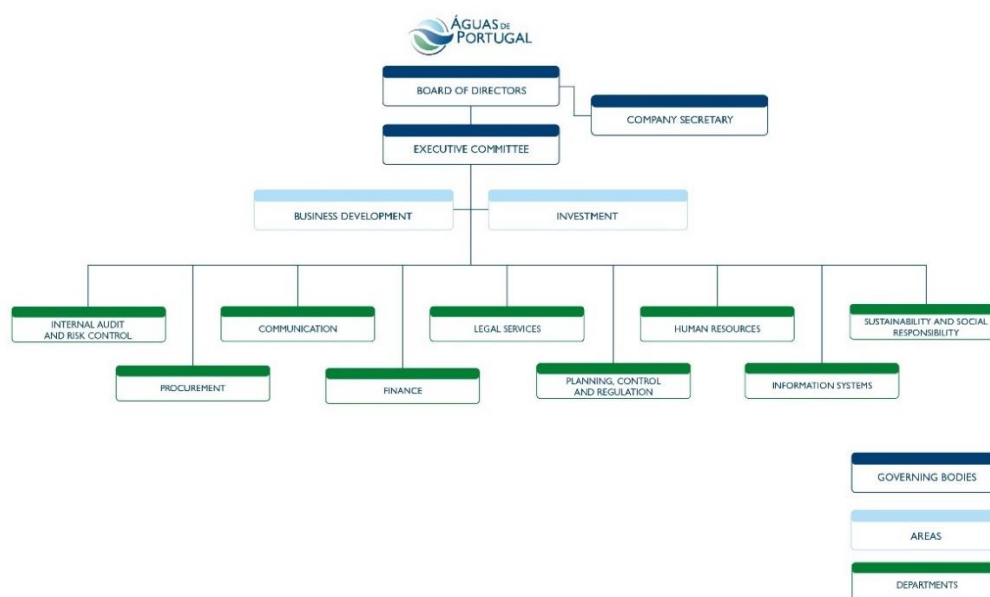 ÁGUAS DE
PORTUGAL
BOARD OF DIRECTORS
COMPANY SECRETARY
EXECUTIVE COMMITTEE
BUSINESS DEVELOPMENT
INVESTMENT
INTERNAL AUDIT
AND RISK CONTROL
COMMUNICATION
LEGAL SERVICES
HUMAN RESOURCES
SUSTAINABILITY AND SOCIAL
RESPONSIBILITY
PROCUREMENT
FINANCE
PLANNING, CONTROL
AND REGULATION
INFORMATION SYSTEMS
GOVERNING BODIES
AREAS
DEPARTMENTS